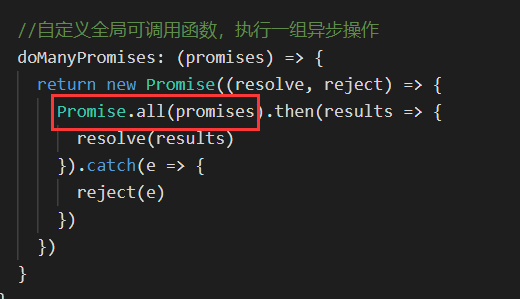 //自定义全局可调用函数，执行一组异步操作
doManyPromises: (promises) => {
return new Promise((resolve, reject) => {
Promise.all(promises).then(results => {
resolve(results)
}).catch(e => {
reject(e)
})
})
}